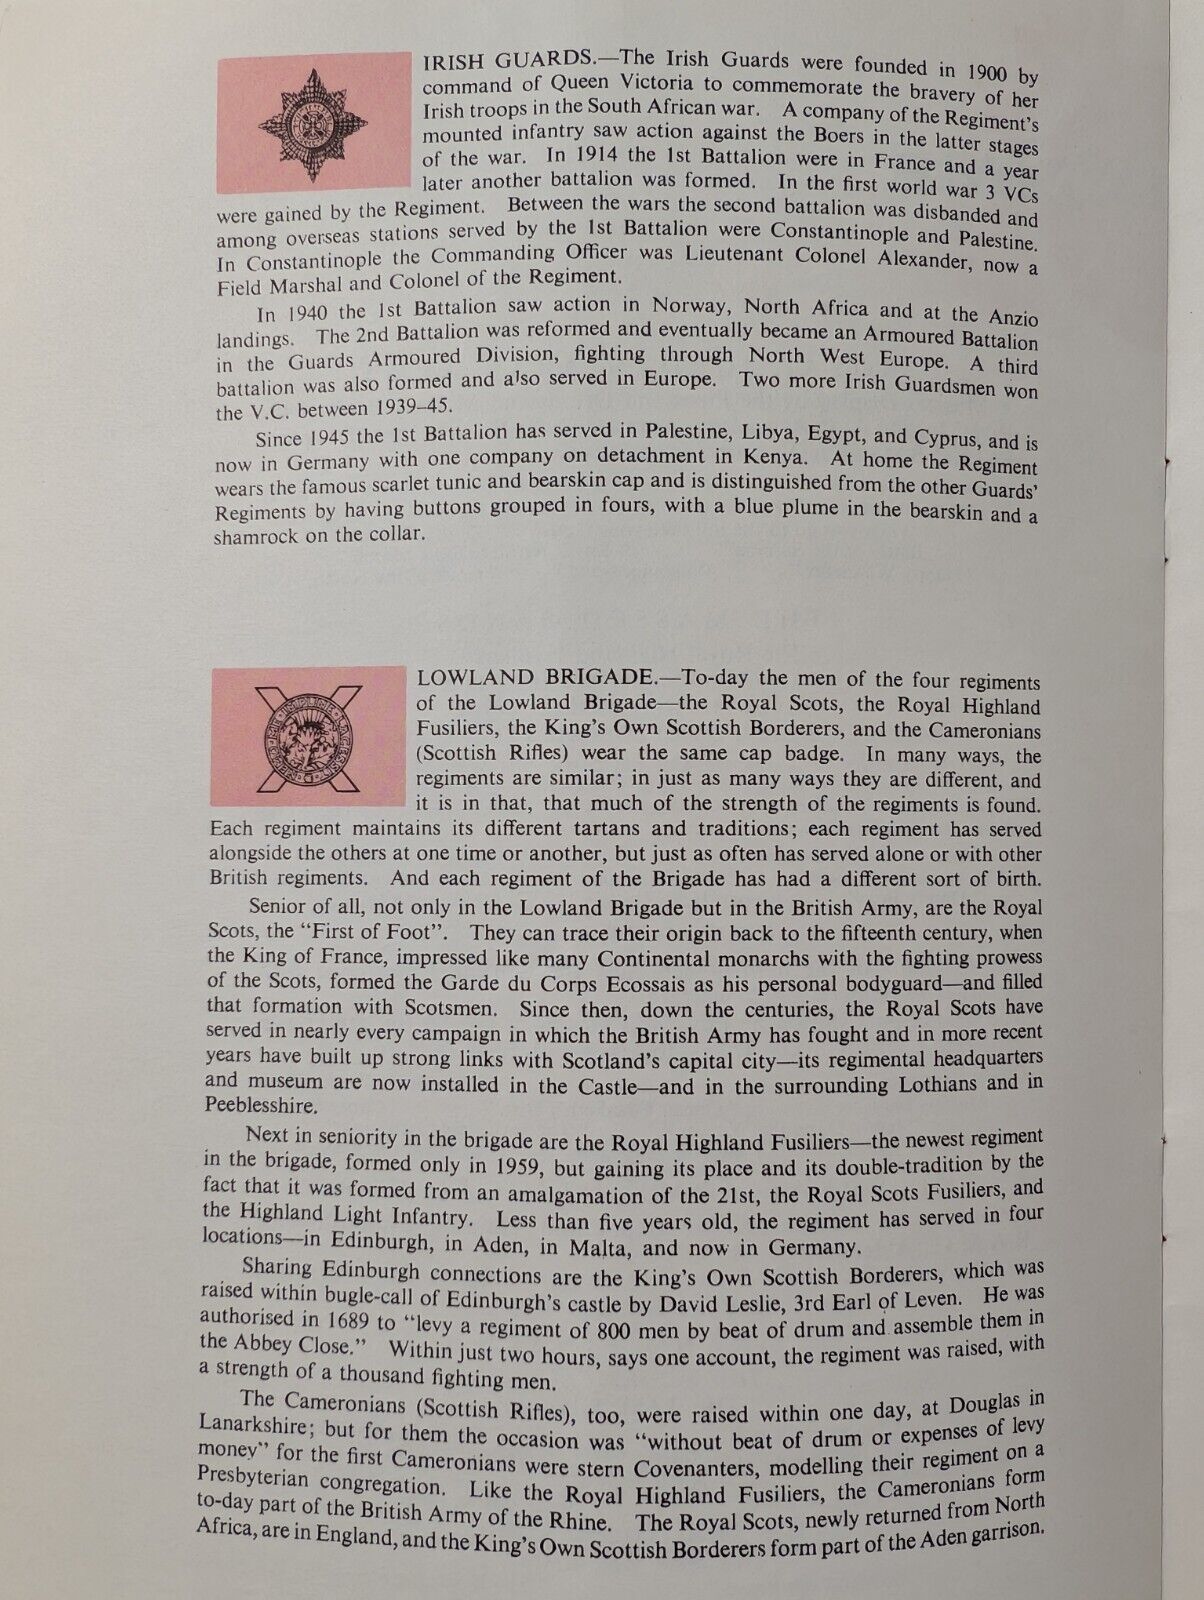 IRISH GUARDS.—The Irish Guards were founded in 1900 by
command of Queen Victoria to commemorate the bravery of her
Irish troops in the South African war. A company of the Regiment's
mounted infantry saw action against the Boers in the latter stages
of the war. In 1914 the 1st Battalion were in France and a year
later another battalion was formed. In the first world war 3 VCs
were gained by the Regiment. Between the wars the second battalion was disbanded and
among overseas stations served by the 1st Battalion were Constantinople and Palestine.
In Constantinople the Commanding Officer was Lieutenant Colonel Alexander, now a
Field Marshal and Colonel of the Regiment.
In 1940 the 1st Battalion saw action in Norway, North Africa and at the Anzio
landings. The 2nd Battalion was reformed and eventually became an Armoured Battalion
in the Guards Armoured Division, fighting through North West Europe. A third
battalion was also formed and also served in Europe. Two more Irish Guardsmen won
the V.C. between 1939–45.
Since 1945 the 1st Battalion has served in Palestine, Libya, Egypt, and Cyprus, and is
now in Germany with one company on detachment in Kenya. At home the Regiment
wears the famous scarlet tunic and bearskin cap and is distinguished from the other Guards'
Regiments by having buttons grouped in fours, with a blue plume in the bearskin and a
shamrock on the collar.
LOWLAND BRIGADE.—To-day the men of the four regiments
of the Lowland Brigade—the Royal Scots, the Royal Highland
Fusiliers, the King's Own Scottish Borderers, and the Cameronians
(Scottish Rifles) wear the same cap badge. In many ways, the
regiments are similar; in just as many ways they are different, and
it is in that, that much of the strength of the regiments is found.
Each regiment maintains its different tartans and traditions; each regiment has served
alongside the others at one time or another, but just as often has served alone or with other
British regiments. And each regiment of the Brigade has had a different sort of birth.
Senior of all, not only in the Lowland Brigade but in the British Army, are the Royal
Scots, the "First of Foot". They can trace their origin back to the fifteenth century, when
the King of France, impressed like many Continental monarchs with the fighting prowess
of the Scots, formed the Garde du Corps Ecossais as his personal bodyguard—and filled
that formation with Scotsmen. Since then, down the centuries, the Royal Scots have
served in nearly every campaign in which the British Army has fought and in more recent
years have built up strong links with Scotland's capital city—its regimental headquarters
and museum are now installed in the Castle—and in the surrounding Lothians and in
Peeblesshire.
Next in seniority in the brigade are the Royal Highland Fusiliers—the newest regiment
in the brigade, formed only in 1959, but gaining its place and its double-tradition by the
fact that it was formed from an amalgamation of the 21st, the Royal Scots Fusiliers, and
the Highland Light Infantry. Less than five years old, the regiment has served in four
locations—in Edinburgh, in Aden, in Malta, and now in Germany.
Sharing Edinburgh connections are the King's Own Scottish Borderers, which was
raised within bugle-call of Edinburgh's castle by David Leslie, 3rd Earl of Leven. He was
authorised in 1689 to "levy a regiment of 800 men by beat of drum and assemble them in
the Abbey Close." Within just two hours, says one account, the regiment was raised, with
a strength of a thousand fighting men.
The Cameronians (Scottish Rifles), too, were raised within one day, at Douglas in
Lanarkshire; but for them the occasion was "without beat of drum or expenses of levy
money" for the first Cameronians were stern Covenanters, modelling their regiment on a
Presbyterian congregation. Like the Royal Highland Fusiliers, the Cameronians form
to-day part of the British Army of the Rhine. The Royal Scots, newly returned from North
Africa, are in England, and the King's Own Scottish Borderers form part of the Aden garrison.